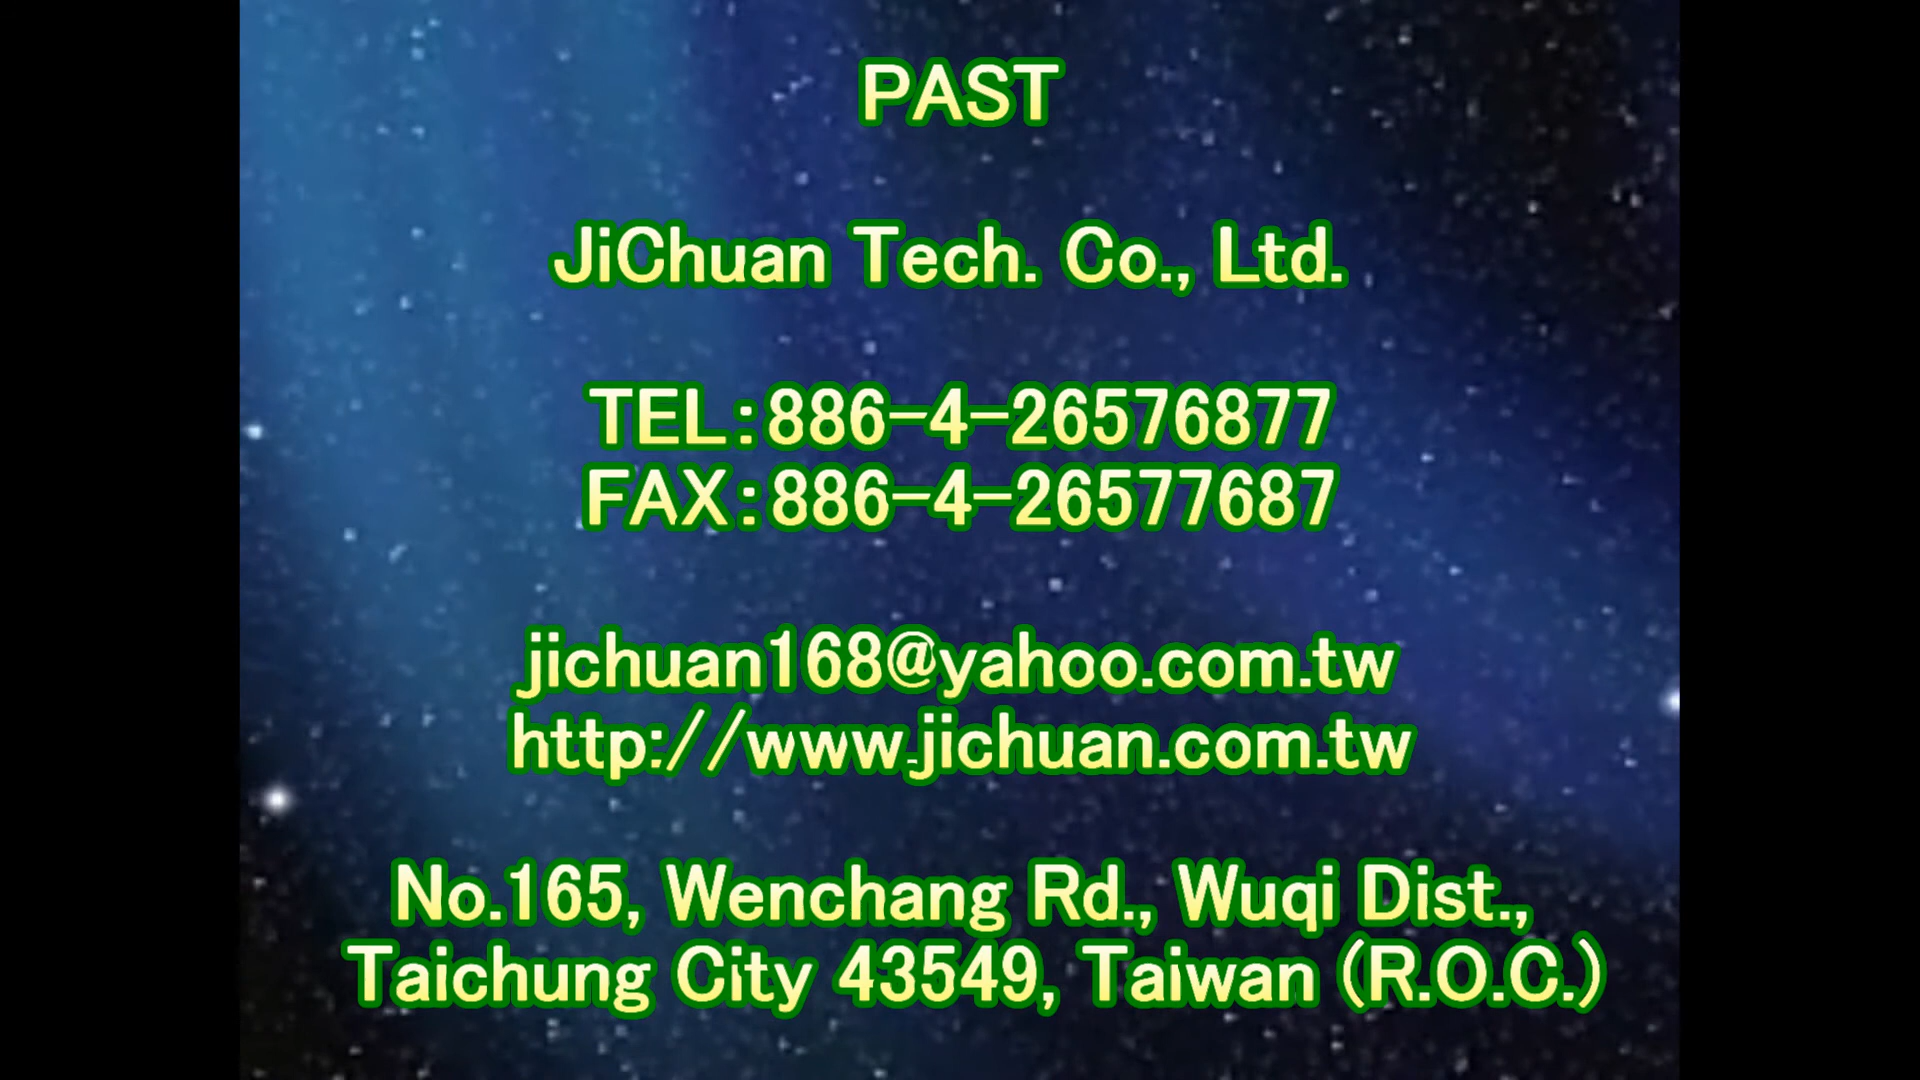 PAST
JiChuan Tech. Co., Ltd.
TEL:886-4-26576877
FAX:886-4-26577687
jichuan168@yahoo.com.tw
http://www.jichuan.com.tw
No.165, Wenchang Rd., Wuqi Dist.,
Taichung City 43549, Taiwan (R.O.C.)